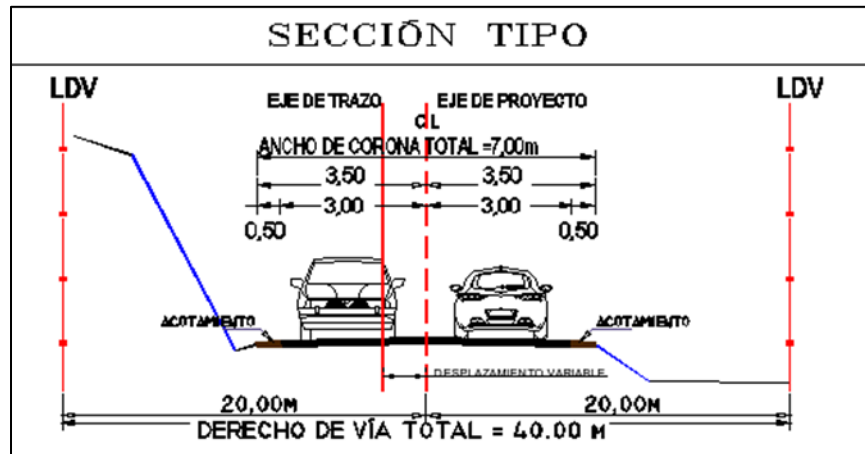 SECCIÓN TIPO
LDV
LDV
EJE DE TRAZO
EJE DE PROYECTO
CL
ANCHO DE CORONA TOTAL =7,00m
3,50 3,50
3,00 3,00
0,50 0,50
ACOTAMIENTO
ACOTAMIENTO
DESPLAZAMIENTO VARIABLE
20,00M 20,00M
DERECHO DE VÍA TOTAL = 40.00 M